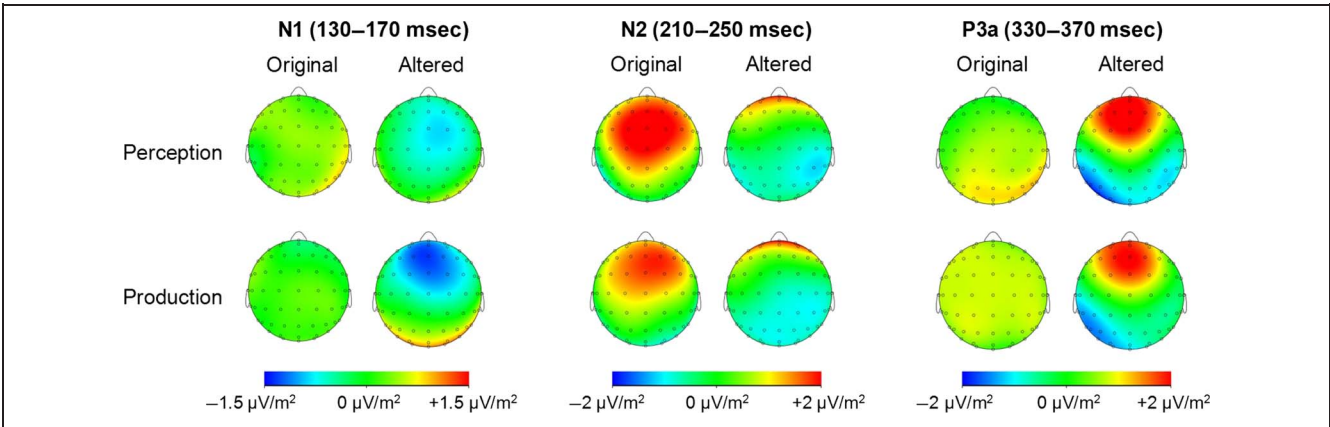 N1 (130–170 msec) N2 (210–250 msec) P3a (330–370 msec)
Original Altered Original Altered Original Altered
Perception
Production
–1.5 µV/m² 0 µV/m² +1.5 µV/m² –2 µV/m² 0 µV/m² +2 µV/m² –2 µV/m² 0 µV/m² +2 µV/m²